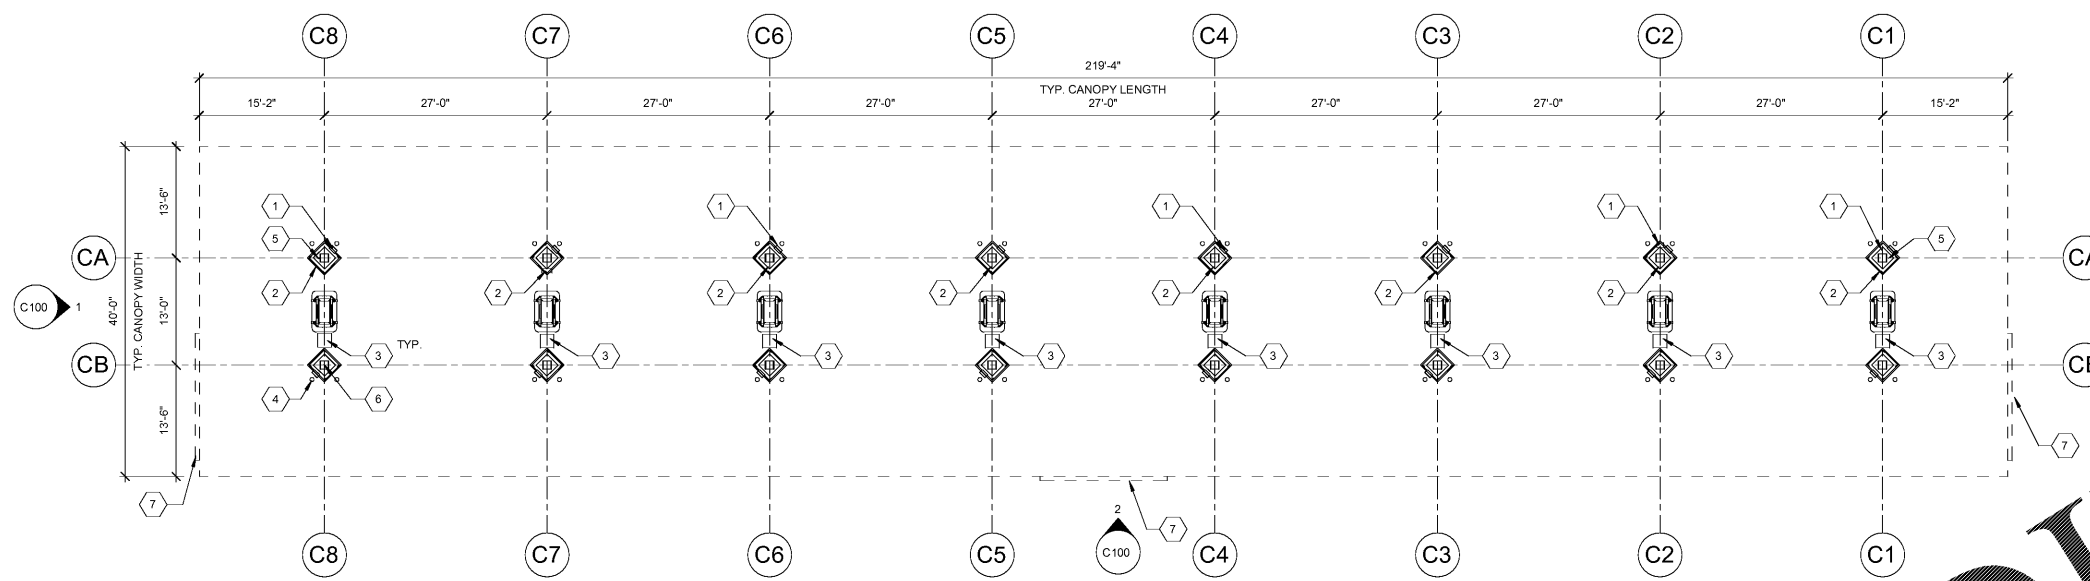 C8 C7 C6 C5 C4 C3 C2 C1
219'-4"
TYP. CANOPY LENGTH
15'-2" 27'-0" 27'-0" 27'-0" 27'-0" 27'-0" 27'-0" 27'-0" 15'-2"
13'-6"
1 1 1 1 1
5 5
CA CA
2 2 2 2 2 2 2 2
C100 1
40'-0"
TYP. CANOPY WIDTH
13'-0"
TYP.
3 3 3 3 3 3 3 3
CB
4 6
13'-6"
7 7
7
2
C100
C8 C7 C6 C5 C4 C3 C2 C1